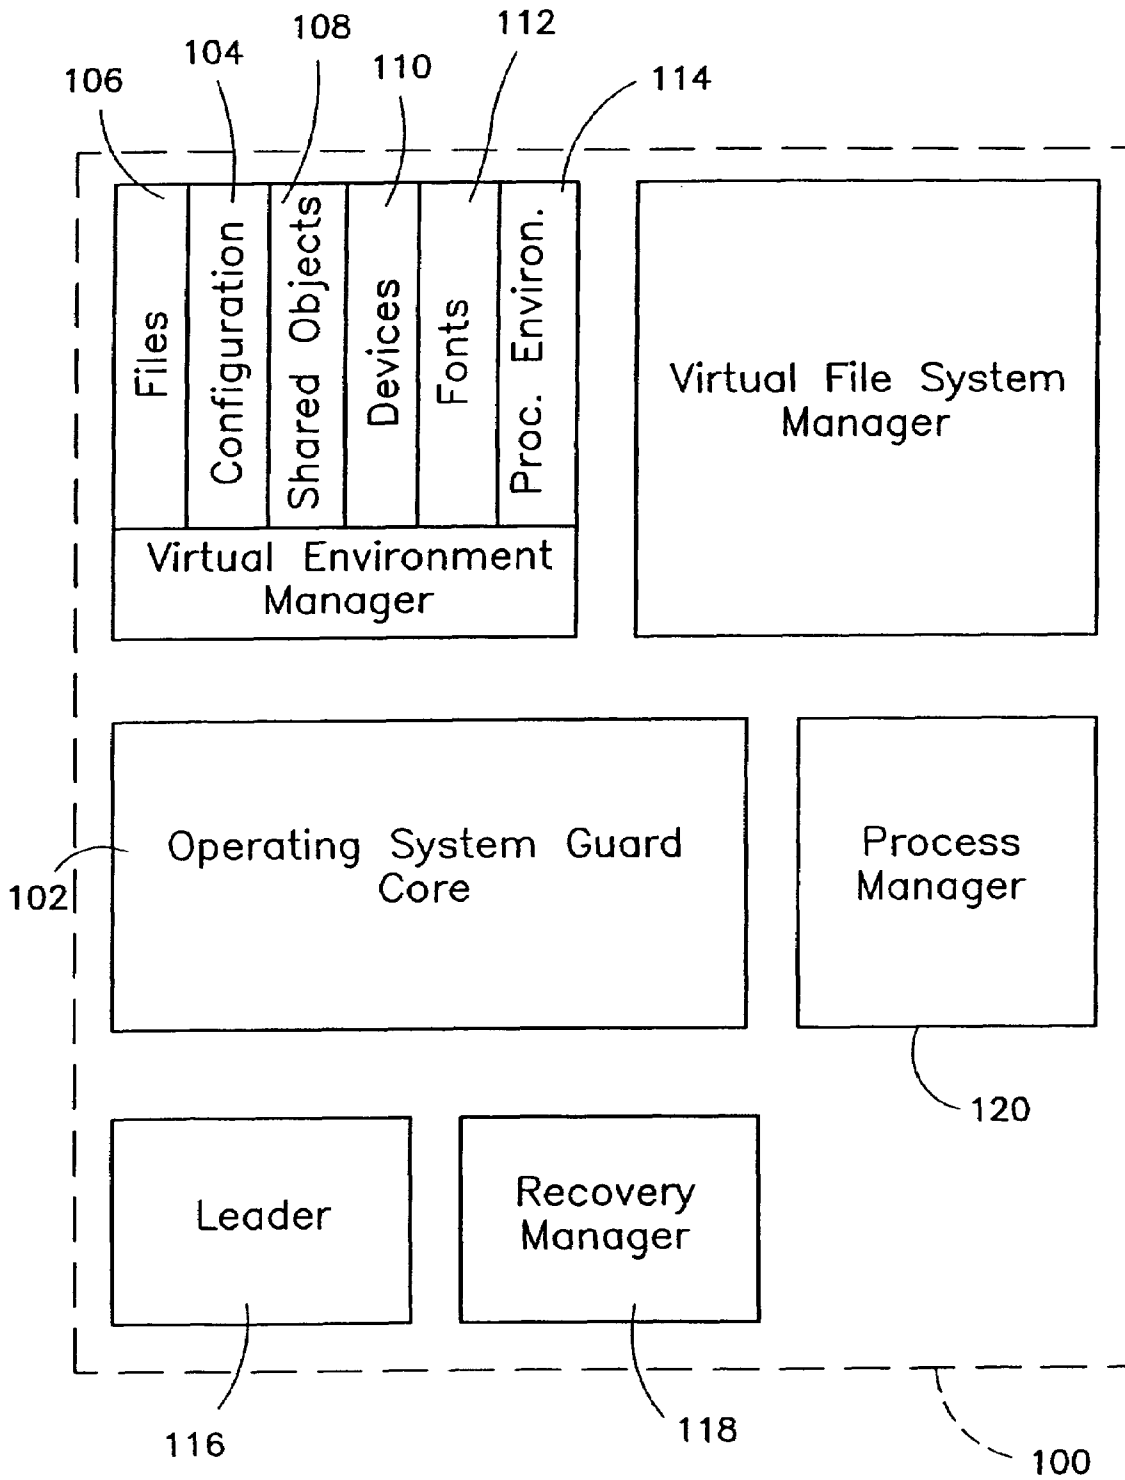 106
104
108
110
112
114
Files
Configuration
Shared Objects
Devices
Fonts
Proc. Environ.
Virtual Environment
Manager
Virtual File System
Manager
102
Operating System Guard
Core
Process
Manager
120
Leader
Recovery
Manager
116
118
100